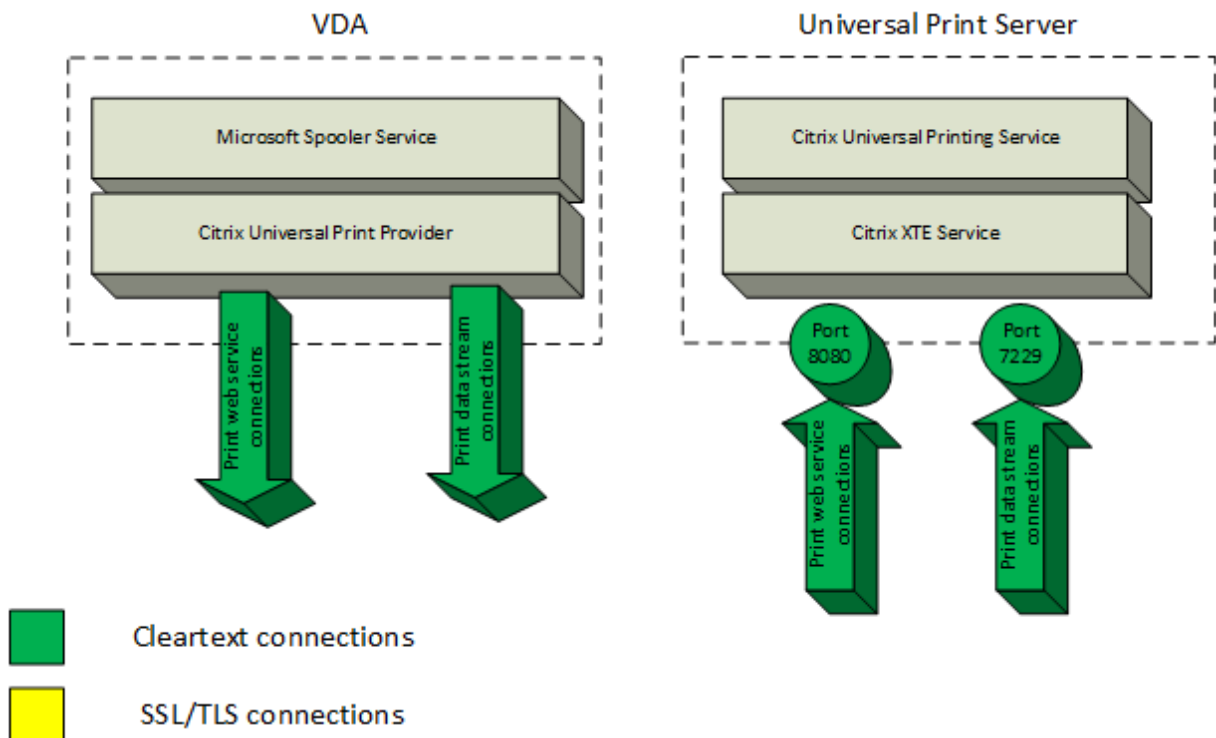 VDA
Universal Print Server
Microsoft Spooler Service
Citrix Universal Print Provider
Citrix Universal Printing Service
Citrix XTE Service
Print web service
connections
Print data stream
connections
Port
8080
Port
7229
Print web service
connections
Print data stream
connections
Cleartext connections
SSL/TLS connections